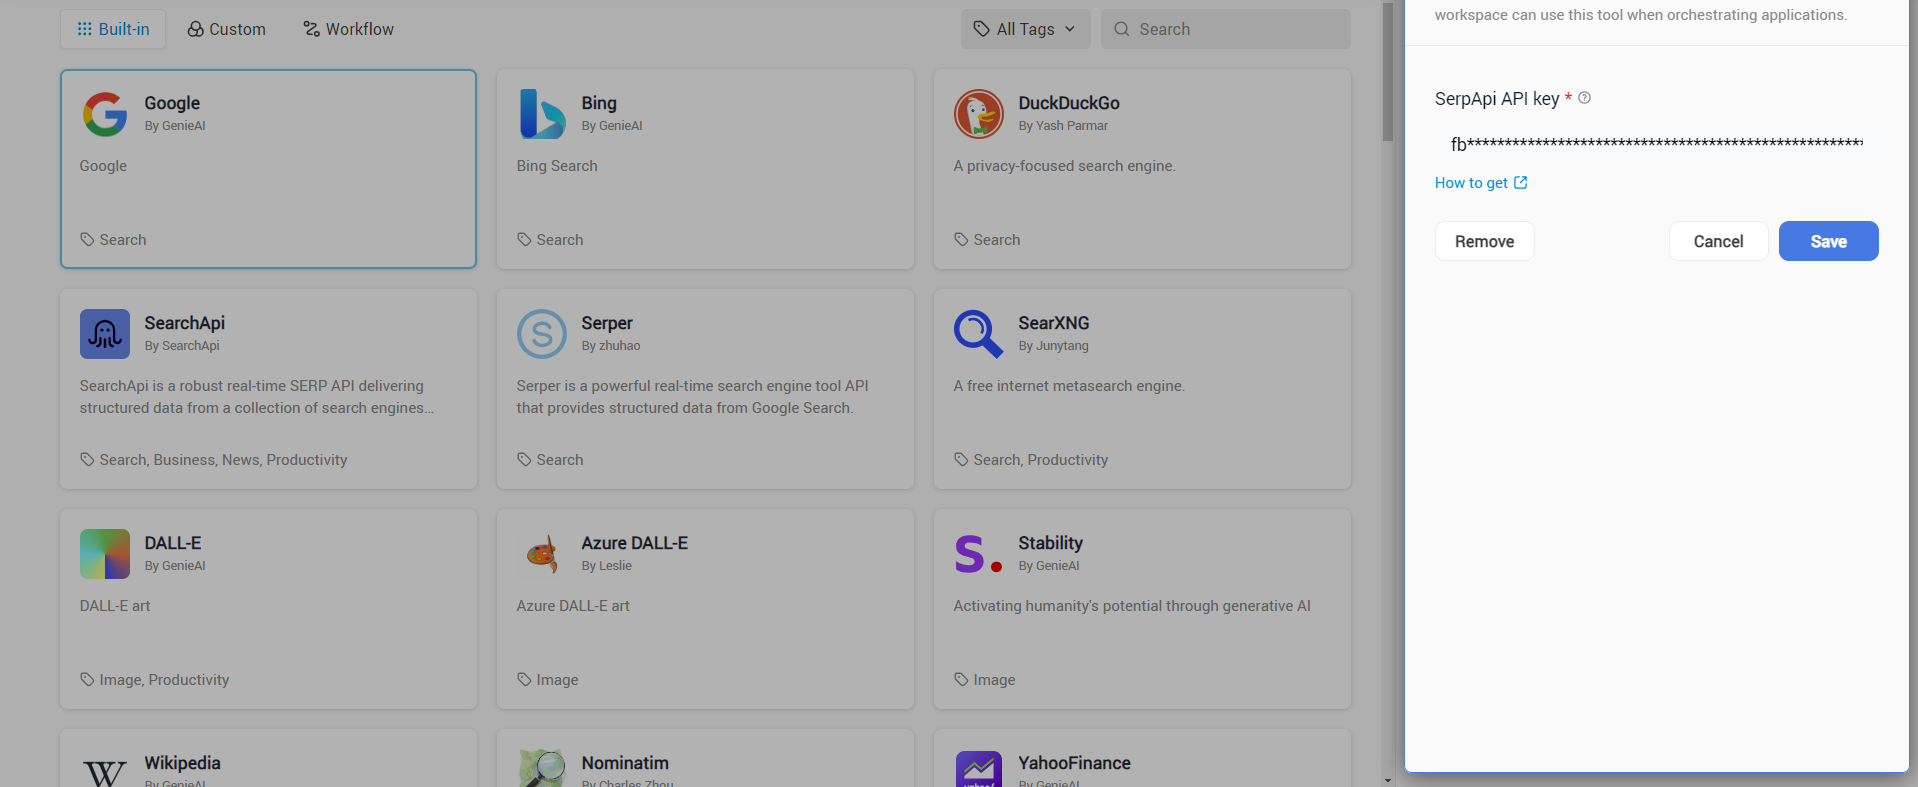 Built-in
Custom
Workflow
All Tags
Search
Google
By GenieAI
Google
Search
Bing
By GenieAI
Bing Search
Search
DuckDuckGo
By Yash Parmar
A privacy-focused search engine.
Search
SearchApi
By SearchApi
SearchApi is a robust real-time SERP API delivering
structured data from a collection of search engines...
Search, Business, News, Productivity
Serper
By zhuhao
Serper is a powerful real-time search engine tool API
that provides structured data from Google Search.
Search
SearXNG
By Junytang
A free internet metasearch engine.
Search, Productivity
DALL-E
By GenieAI
DALL-E art
Image, Productivity
Azure DALL-E
By Leslie
Azure DALL-E art
Image
Stability
By GenieAI
Activating humanity's potential through generative AI
Image
Wikipedia
By GenieAI
Nominatim
By Charles Zhou
YahooFinance
By GenieAI
workspace can use this tool when orchestrating applications.
SerpApi API key *
fb*****************************************************
How to get
Remove
Cancel
Save